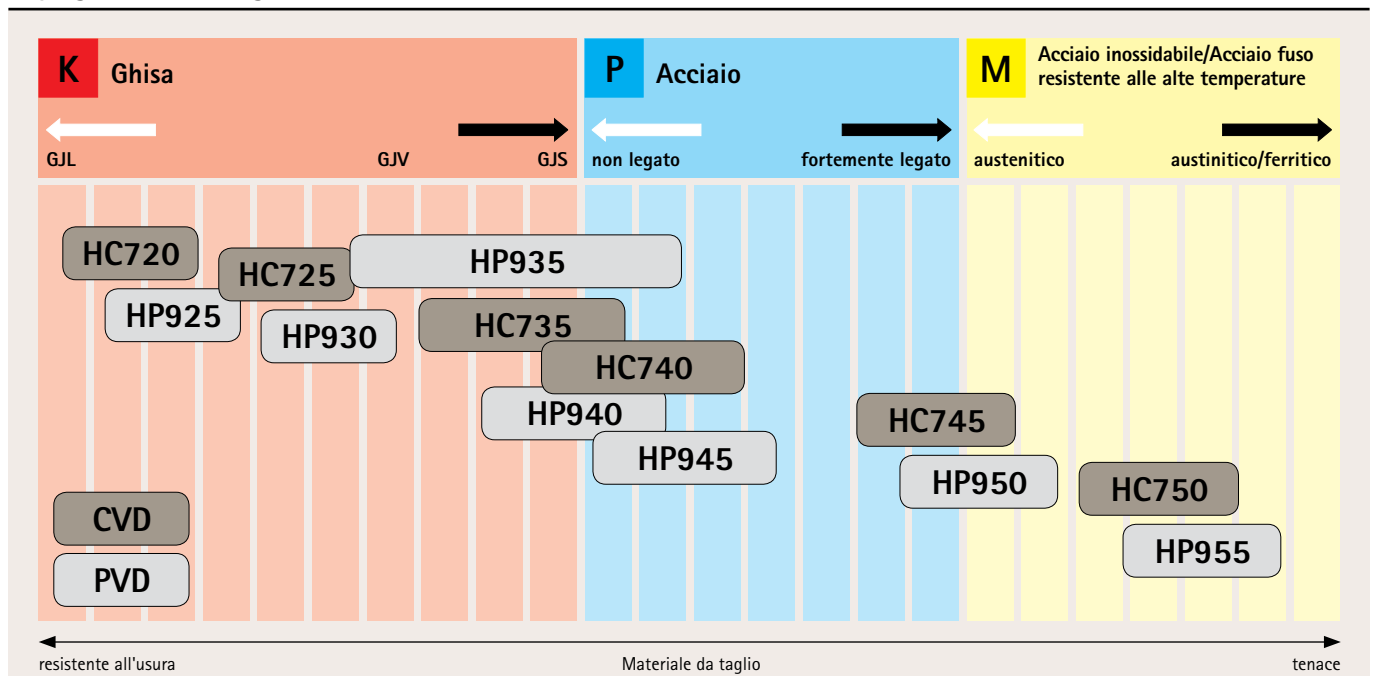 K Ghisa
P Acciaio
M Acciaio inossidabile/Acciaio fuso
resistente alle alte temperature
GJL GJV GJS
non legato fortemente legato
austenitico austinitico/ferritico
HC720
HC725
HP935
HP925
HP930
HC735
HC740
HP940
HP945
HC745
HP950
HC750
HP955
CVD
PVD
resistente all'usura Materiale da taglio tenace